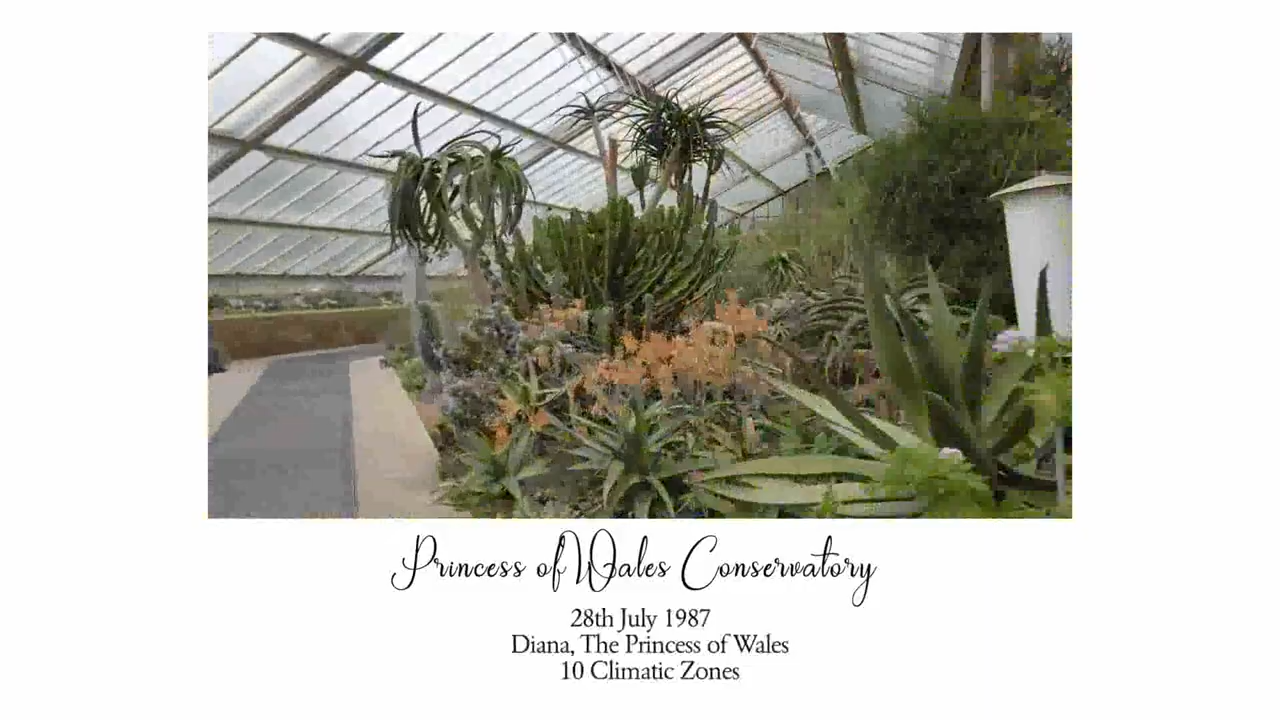 Princess of Wales Conservatory
28th July 1987
Diana, The Princess of Wales
10 Climatic Zones